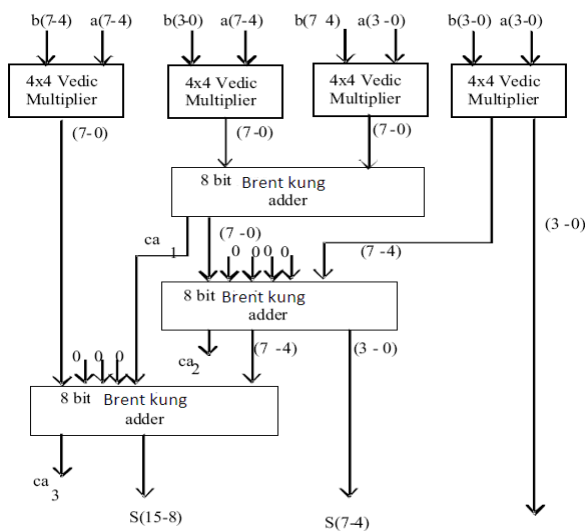 b(7-4) a(7-4) b(3-0) a(7-4) b(7 4) a(3-0) b(3-0) a(3-0)
4x4 Vedic Multiplier
4x4 Vedic Multiplier
4x4 Vedic Multiplier
4x4 Vedic Multiplier
(7-0) (7-0) (7-0)
8 bit Brent kung
adder
(3-0)
ca 1 (7-0) (7-4)
0 0 0 0
8 bit Brent kung
adder
ca 2 (7-4) (3-0)
0 0 0
8 bit Brent kung
adder
ca 3
S(15-8) S(7-4)